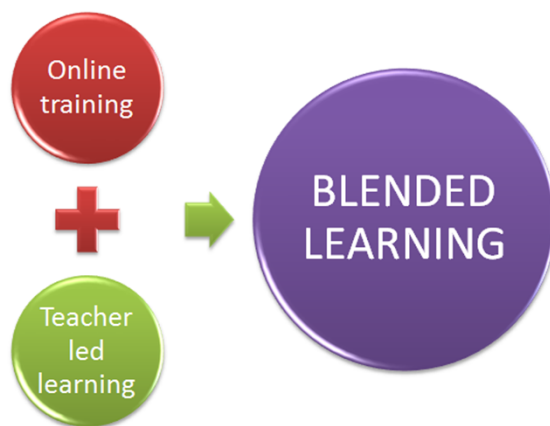 Online
training
Teacher
led
learning
BLENDED
LEARNING